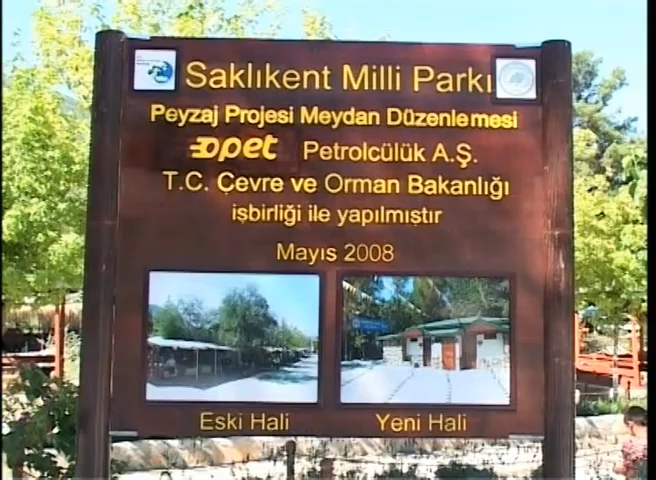 Saklıkent Milli Parkı
Peyzaj Projesi Meydan Düzenlemesi
opet Petrolcülük A.Ş.
T.C. Çevre ve Orman Bakanlığı
işbirliği ile yapılmıştır
Mayıs 2008
Eski Hali
Yeni Hali